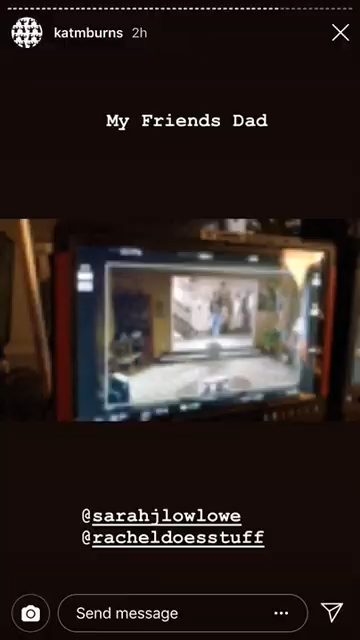 katmburns 2h
My Friends Dad
@sarahjlowlowe
@racheldoesstuff
Send message